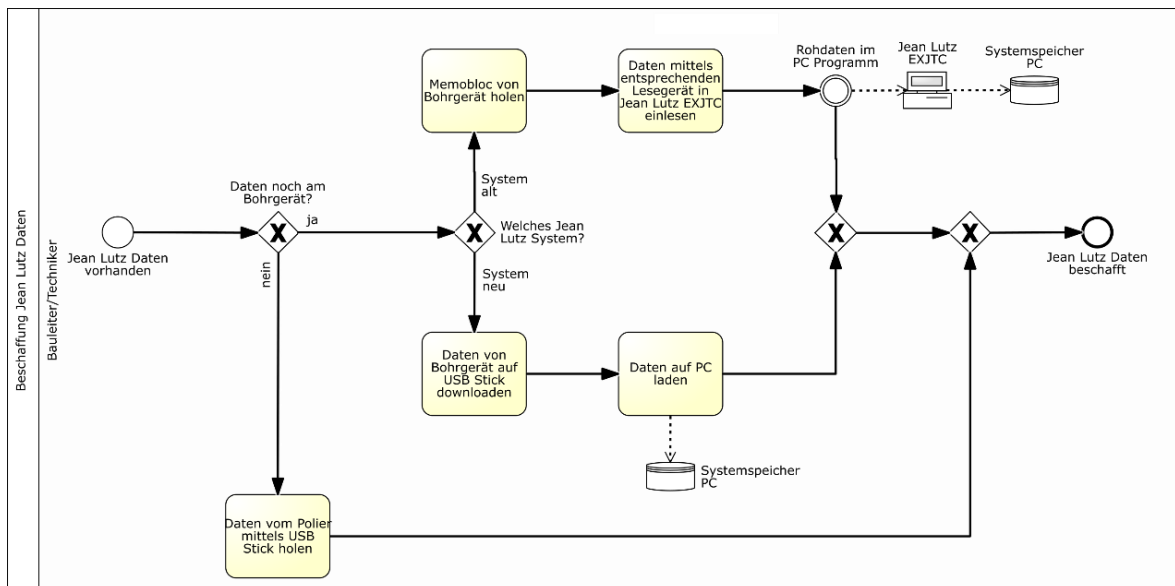 Beschaffung Jean Lutz Daten
Bauleiter/Techniker
Jean Lutz Daten
vorhanden
Daten noch am
Bohrgerät?
ja
nein
Welches Jean
Lutz System?
System
alt
System
neu
Memobloc von
Bohrgerät holen
Daten mittels
entsprechenden
Lesegerät in
Jean Lutz EXJTC
einlesen
Rohdaten im
PC Programm
Jean Lutz
EXJTC
Systemspeicher
PC
Daten von
Bohrgerät auf
USB Stick
downloaden
Daten auf PC
laden
Systemspeicher
PC
Daten vom Polier
mittels USB
Stick holen
Jean Lutz Daten
beschafft